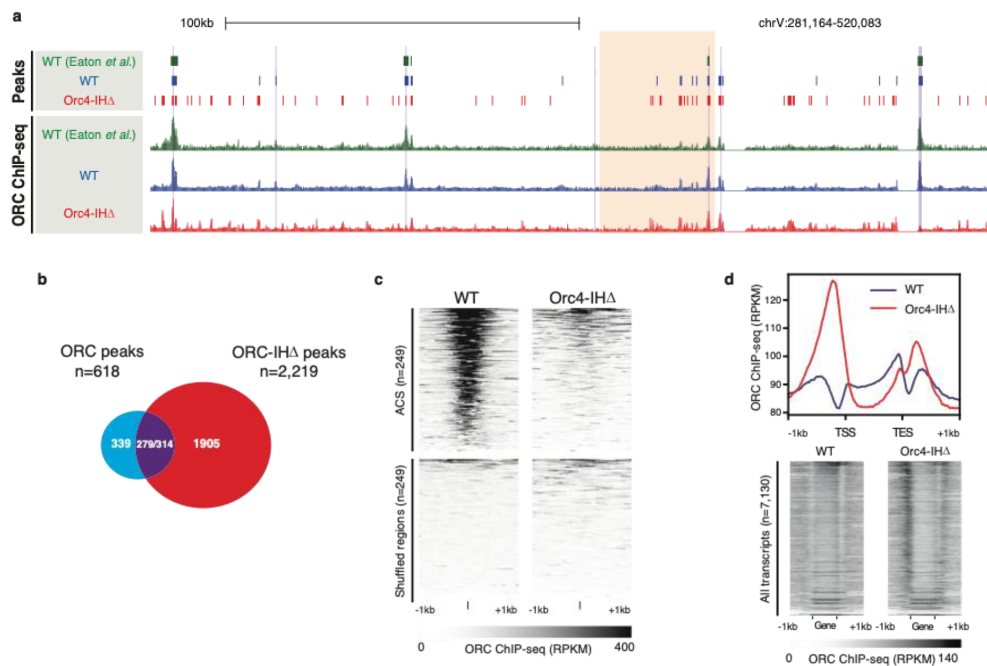 a
100kb
chrV:281,164-520,083
Peaks
WT (Eaton et al.)
WT
Orc4-IHΔ
ORC ChIP-seq
WT (Eaton et al.)
WT
Orc4-IHΔ
b
ORC peaks
n=618
ORC-IHΔ peaks
n=2,219
339
279/314
1905
c
WT
Orc4-IHΔ
ACS (n=249)
Shuffled regions (n=249)
-1kb
+1kb
-1kb
+1kb
0
ORC ChIP-seq (RPKM)
400
d
ORC ChIP-seq (RPKM)
120
110
100
90
80
WT
Orc4-IHΔ
-1kb
TSS
TES
+1kb
WT
Orc4-IHΔ
All transcripts (n=7,130)
-1kb
Gene
+1kb
-1kb
Gene
+1kb
0
ORC ChIP-seq (RPKM)
140